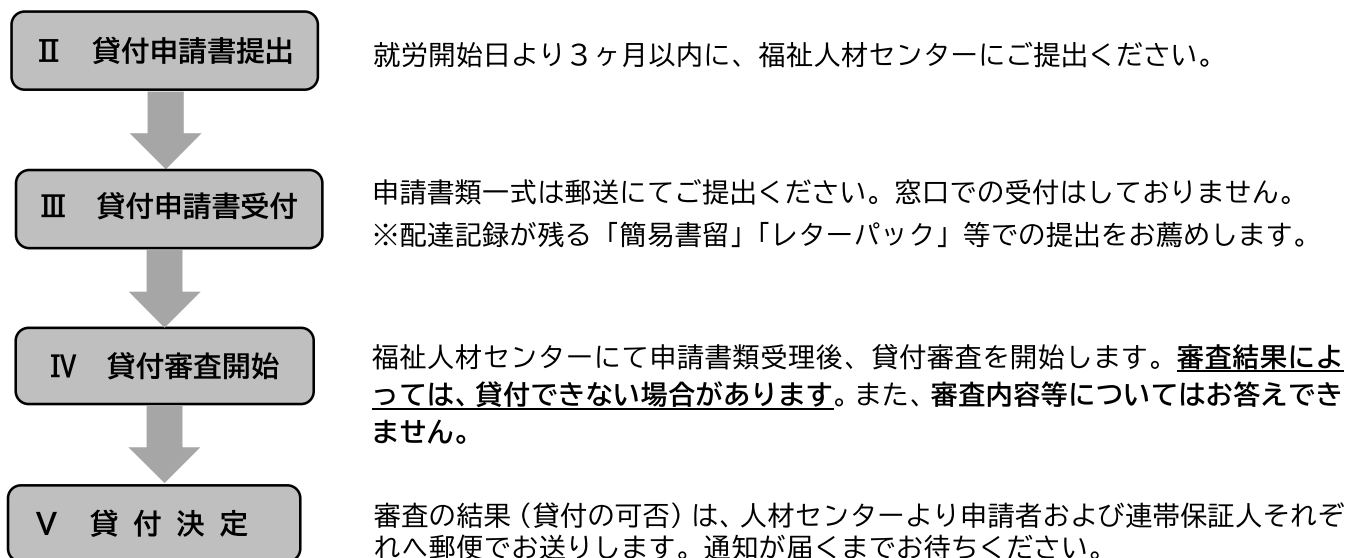 Ⅱ 貸付申請書提出
就労開始日より３ヶ月以内に、福祉人材センターにご提出ください。
Ⅲ 貸付申請書受付
申請書類一式は郵送にてご提出ください。窓口での受付はしておりません。
※配達記録が残る「簡易書留」「レターパック」等での提出をお薦めします。
Ⅳ 貸付審査開始
福祉人材センターにて申請書類受理後、貸付審査を開始します。審査結果によ
っては、貸付できない場合があります。また、審査内容等についてはお答えでき
ません。
Ⅴ 貸 付 決 定
審査の結果（貸付の可否）は、人材センターより申請者および連帯保証人それぞ
れへ郵便でお送りします。通知が届くまでお待ちください。